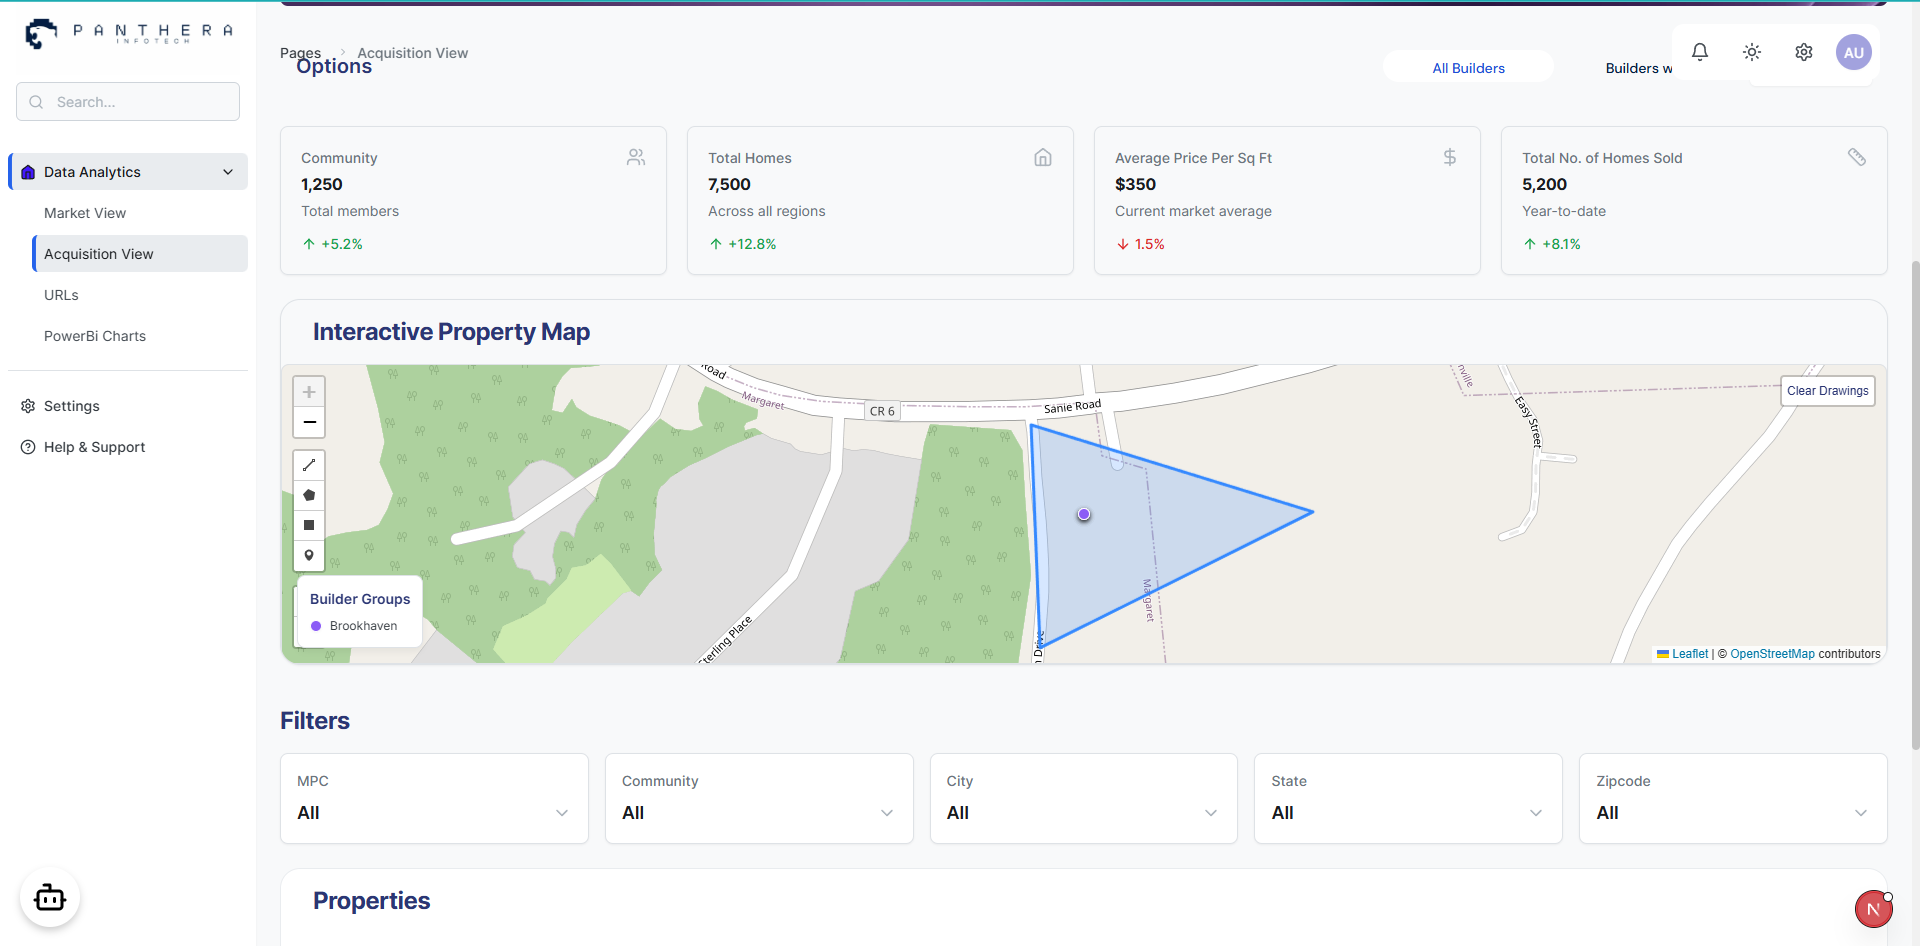 PANTHERA
INFOTECH
Search...
Data Analytics
Market View
Acquisition View
URLs
PowerBi Charts
Settings
Help & Support
Pages
Acquisition View
Options
All Builders
Builders w
AU
Community
1,250
Total members
+5.2%
Total Homes
7,500
Across all regions
+12.8%
Average Price Per Sq Ft
$350
Current market average
1.5%
Total No. of Homes Sold
5,200
Year-to-date
+8.1%
Interactive Property Map
+
−
Road
Margaret
CR 6
Sanie Road
nville
Easy Street
Clear Drawings
Margaret
Sterling Place
n Drive
Builder Groups
Brookhaven
Leaflet | © OpenStreetMap contributors
Filters
MPC
All
Community
All
City
All
State
All
Zipcode
All
Properties
N